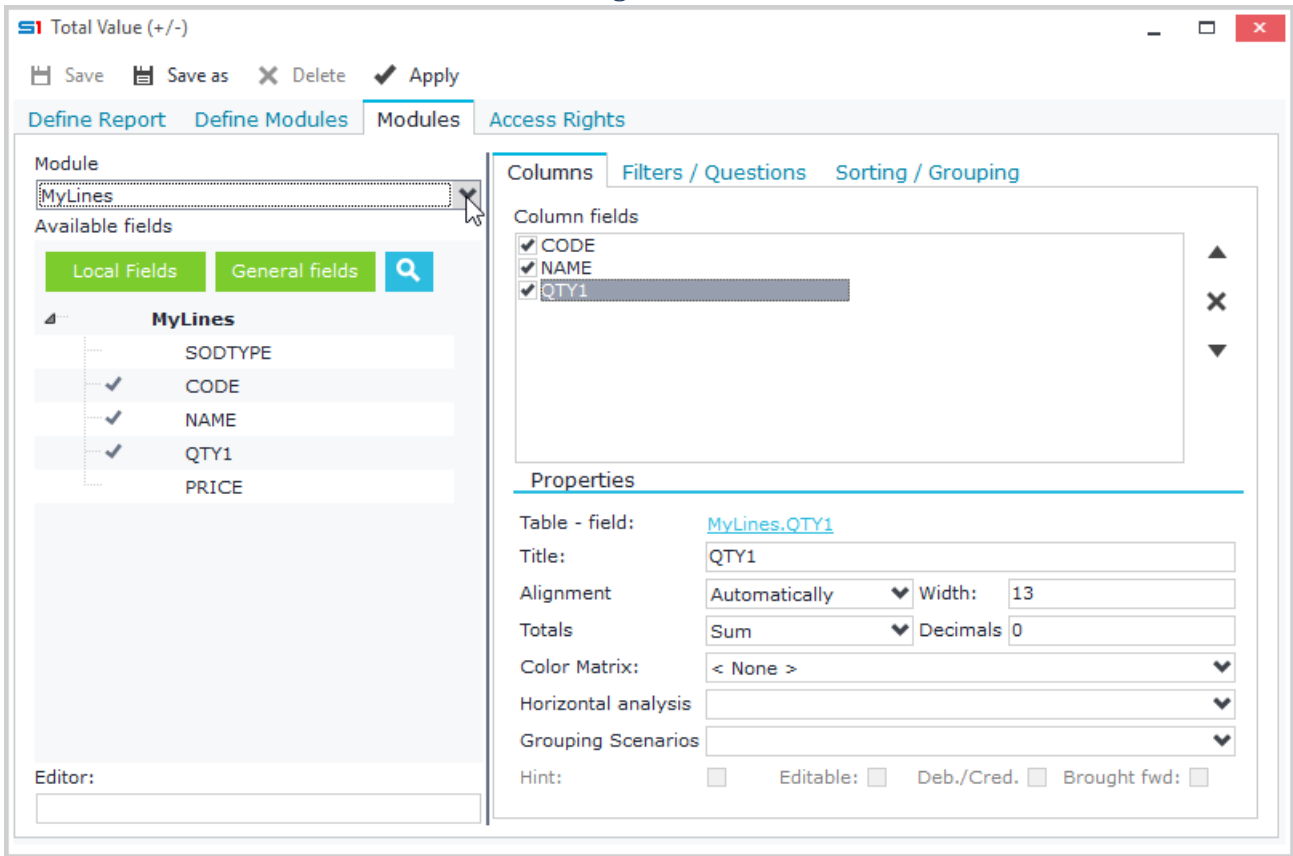 S1 Total Value (+/-)
Save Save as Delete Apply
Define Report Define Modules Modules Access Rights
Module
MyLines
Available fields
Local Fields General fields
MyLines
SODTYPE
CODE
NAME
QTY1
PRICE
Editor:
Columns Filters / Questions Sorting / Grouping
Column fields
CODE
NAME
QTY1
Properties
Table - field: MyLines.QTY1
Title: QTY1
Alignment Automatically Width: 13
Totals Sum Decimals 0
Color Matrix: < None >
Horizontal analysis
Grouping Scenarios
Hint: Editable: Deb./Cred. Brought fwd: